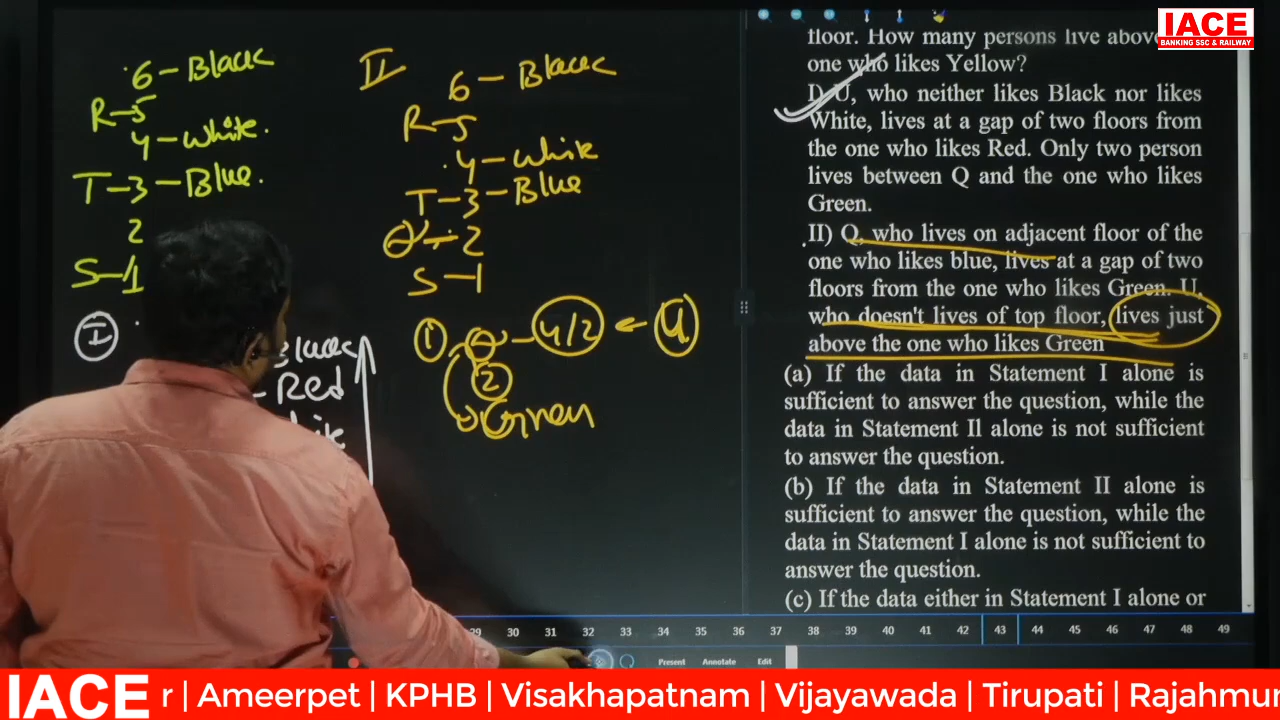 6 - Black
R - 5
4 - White.
T - 3 - Blue.
2
S - 1
I
Black
- Red
II
6 - Black
R - 5
4 - White
T - 3 - Blue
Q - 2
S - 1
1 Q - 4/2 ← U
2
Green
IACE
BANKING SSC & RAILWAY
floor. How many persons live above
one who likes Yellow?
I) U, who neither likes Black nor likes
White, lives at a gap of two floors from
the one who likes Red. Only two person
lives between Q and the one who likes
Green.
II) Q, who lives on adjacent floor of the
one who likes blue, lives at a gap of two
floors from the one who likes Green. U,
who doesn't lives of top floor, lives just
above the one who likes Green
(a) If the data in Statement I alone is
sufficient to answer the question, while the
data in Statement Il alone is not sufficient
to answer the question.
(b) If the data in Statement II alone is
sufficient to answer the question, while the
data in Statement I alone is not sufficient to
answer the question.
(c) If the data either in Statement I alone or
29 30 31 32 33 34 35 36 37 38 39 40 41 42 43 44 45 46 47 48 49
Present Annotate Edit
IACE r | Ameerpet | KPHB | Visakhapatnam | Vijayawada | Tirupati | Rajahmun